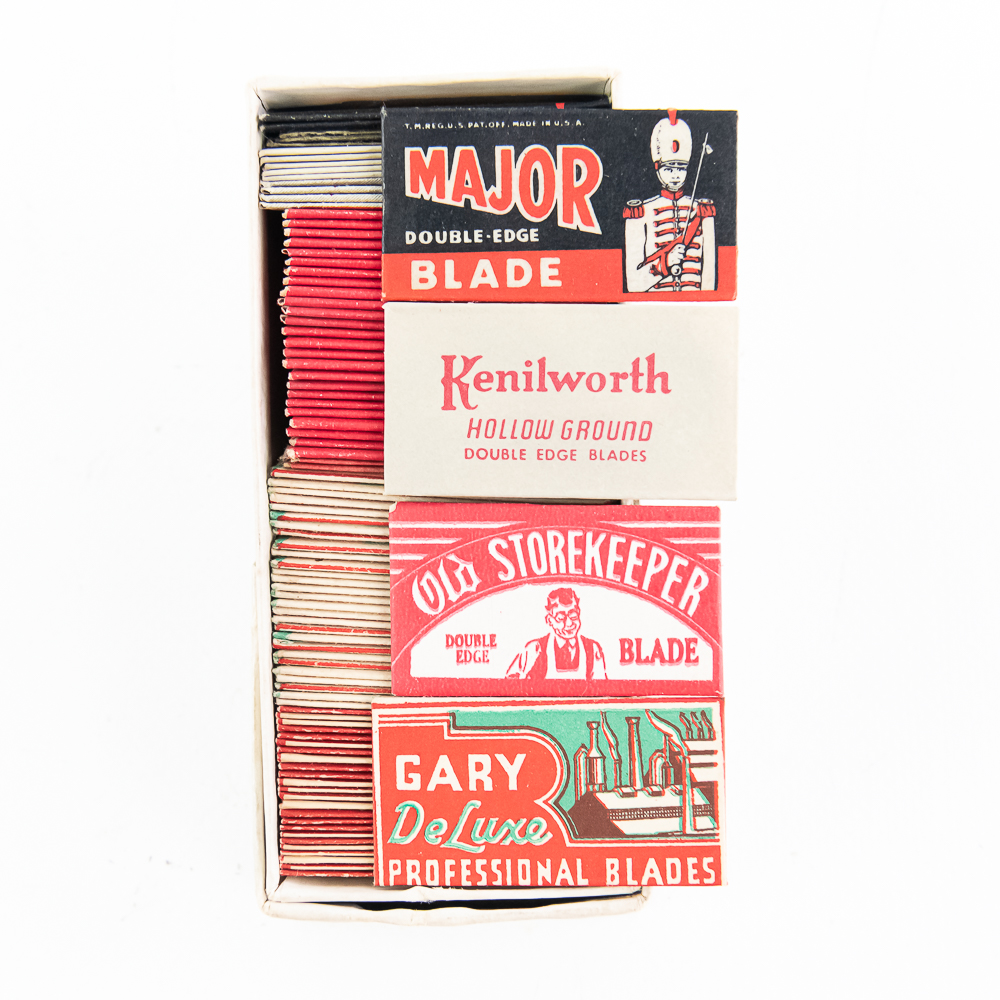 T.M.REG.U.S.PAT.OFF. MADE IN U.S.A.
MAJOR
DOUBLE-EDGE
BLADE
Kenilworth
HOLLOW GROUND
DOUBLE EDGE BLADES
Old STOREKEEPER
DOUBLE EDGE
BLADE
GARY
DeLuxe
PROFESSIONAL BLADES